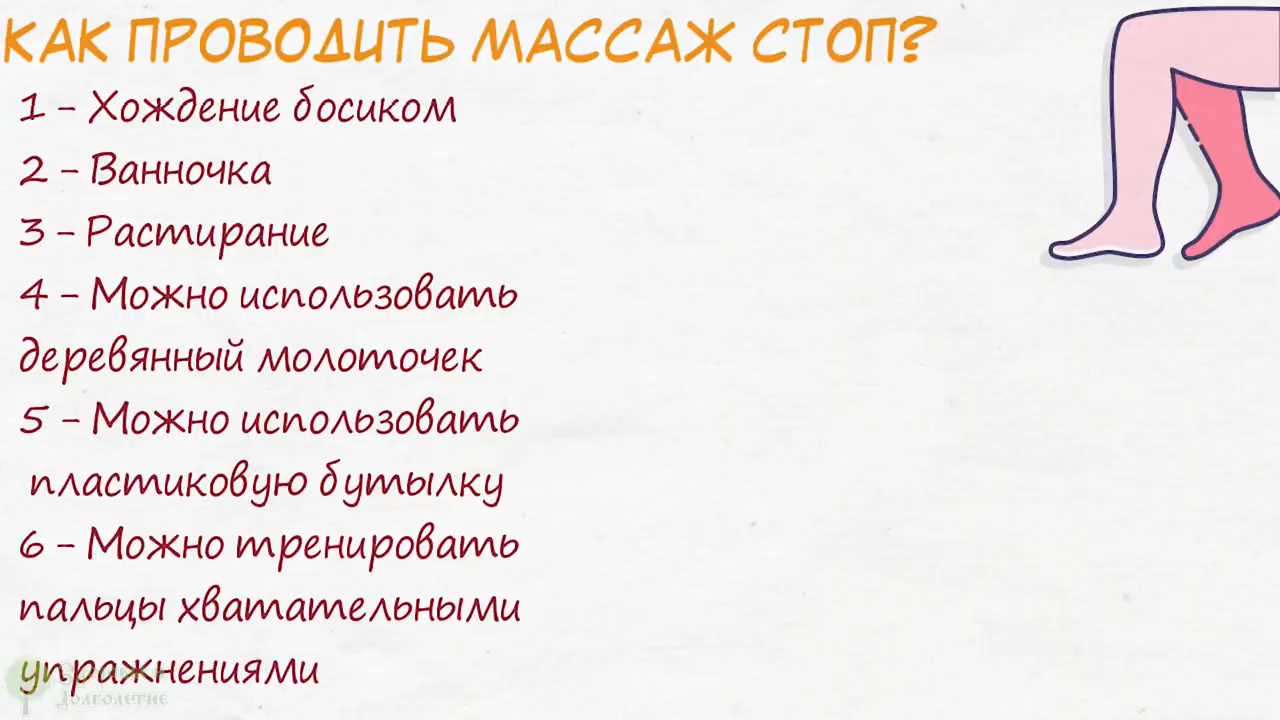 КАК ПРОВОДИТЬ МАССАЖ СТОП?
1 - Хождение босиком
2 - Ванночка
3 - Растирание
4 - Можно использовать
деревянный молоточек
5 - Можно использовать
пластиковую бутылку
6 - Можно тренировать
пальцы хватательными
упражнениями
Долголетие